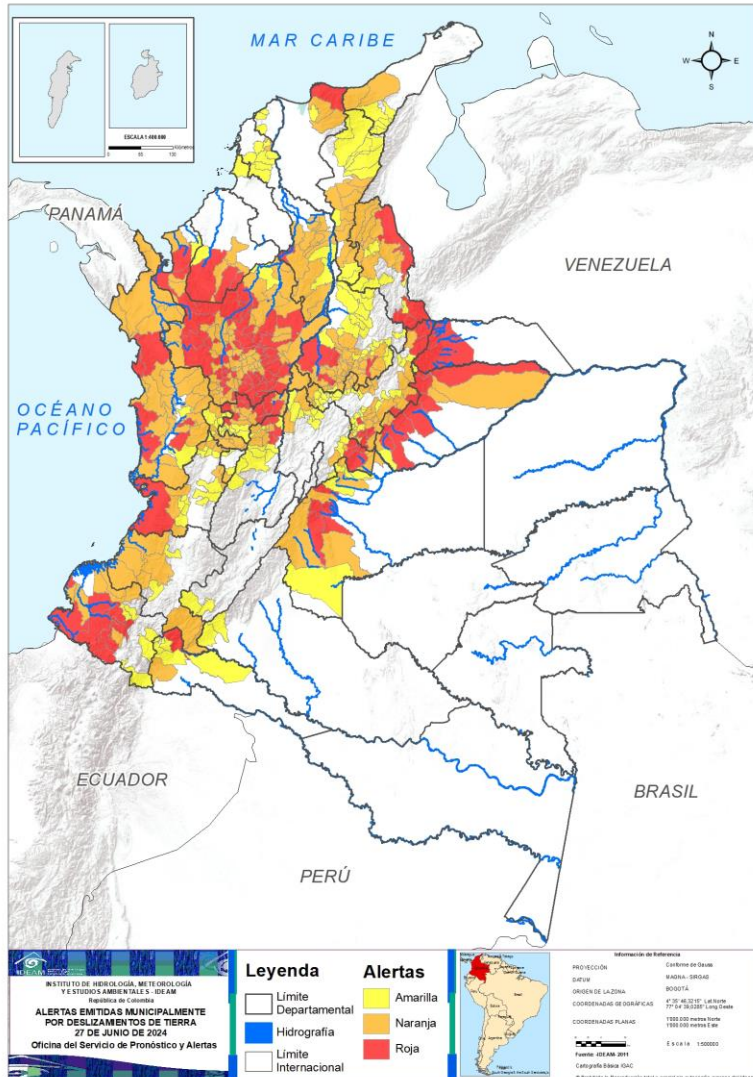 MAR CARIBE
N
W E
S
ESCALA 1:400.000
PANAMÁ
VENEZUELA
OCÉANO
PACÍFICO
ECUADOR
BRASIL
PERÚ
IDEAM
INSTITUTO DE HIDROLOGÍA, METEOROLOGÍA
Y ESTUDIOS AMBIENTALES - IDEAM
República de Colombia
ALERTAS EMITIDAS MUNICIPALMENTE
POR DESLIZAMIENTOS DE TIERRA
27 DE JUNIO DE 2024
Oficina del Servicio de Pronóstico y Alertas
Leyenda
Límite
Departamental
Hidrografía
Límite
Internacional
Alertas
Amarilla
Naranja
Roja
Información de Referencia
PROYECCIÓN Conforme de Gauss
DATUM MAGNA - SIRGAS
ORIGEN DE LA ZONA BOGOTÁ
COORDENADAS GEOGRÁFICAS
COORDENADAS PLANAS
Fuente: IDEAM- 2011
Cartografía Básica IGAC